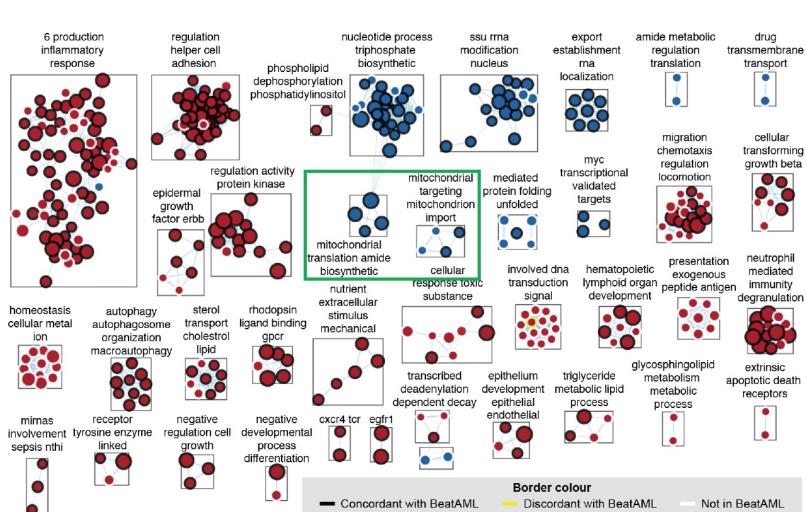 6 production
inflammatory
response
regulation
helper cell
adhesion
phospholipid
dephosphorylation
phosphatidylinositol
nucleotide process
triphosphate
biosynthetic
ssu rrna
modification
nucleus
export
establishment
rna
localization
amide metabolic
regulation
translation
drug
transmembrane
transport
epidermal
growth
factor erbb
regulation activity
protein kinase
mitochondrial
translation amide
biosynthetic
mitochondrial
targeting
mitochondrion
import
mediated
protein folding
unfolded
myc
transcriptional
validated
targets
migration
chemotaxis
regulation
locomotion
cellular
transforming
growth beta
homeostasis
cellular metal
ion
autophagy
autophagosome
organization
macroautophagy
sterol
transport
cholestrol
lipid
rhodopsin
ligand binding
gpcr
nutrient
extracellular
stimulus
mechanical
cellular
response toxic
substance
involved dna
transduction
signal
hematopoietic
lymphoid organ
development
presentation
exogenous
peptide antigen
neutrophil
mediated
immunity
degranulation
mirnas
involvement
sepsis nthi
receptor
tyrosine enzyme
linked
negative
regulation cell
growth
negative
developmental
process
differentiation
cxcr4 tcr
egfr1
transcribed
deadenylation
dependent decay
epithelium
development
epithelial
endothelial
triglyceride
metabolic lipid
process
glycosphingolipid
metabolism
metabolic
process
extrinsic
apoptotic death
receptors
Border colour
Concordant with BeatAML Discordant with BeatAML Not in BeatAML